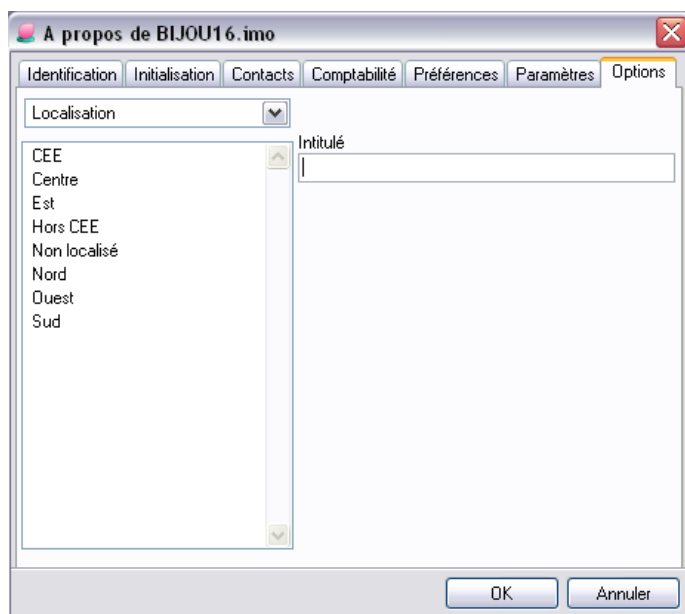 A propos de BIJOU16.imo
Identification Initialisation Contacts Comptabilité Préférences Paramètres Options
Localisation
Intitulé
CEE
Centre
Est
Hors CEE
Non localisé
Nord
Ouest
Sud
OK Annuler